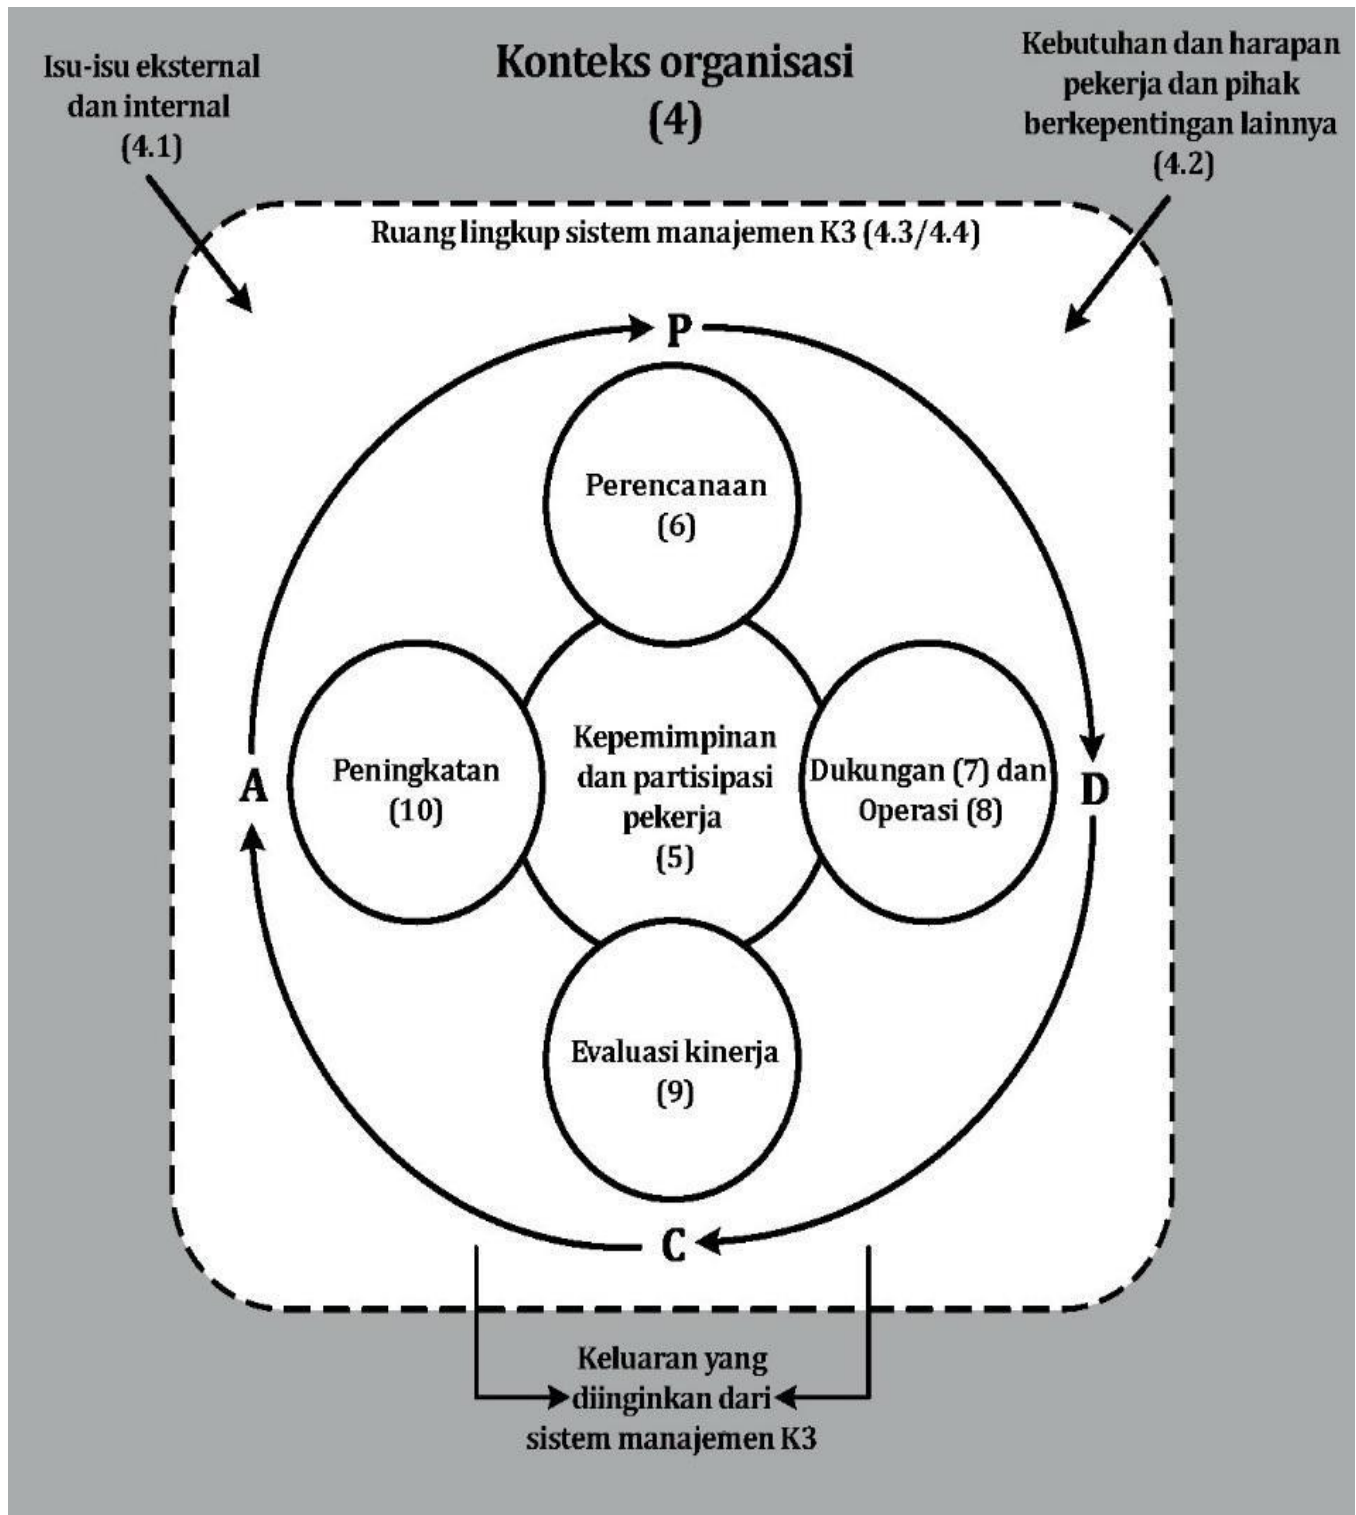 Konteks organisasi
(4)
Isu-isu eksternal
dan internal
(4.1)
Kebutuhan dan harapan
pekerja dan pihak
berkepentingan lainnya
(4.2)
Ruang lingkup sistem manajemen K3 (4.3/4.4)
P
Perencanaan
(6)
A
Peningkatan
(10)
Kepemimpinan
dan partisipasi
pekerja
(5)
Dukungan (7) dan
Operasi (8)
D
Evaluasi kinerja
(9)
C
Keluaran yang
diinginkan dari
sistem manajemen K3